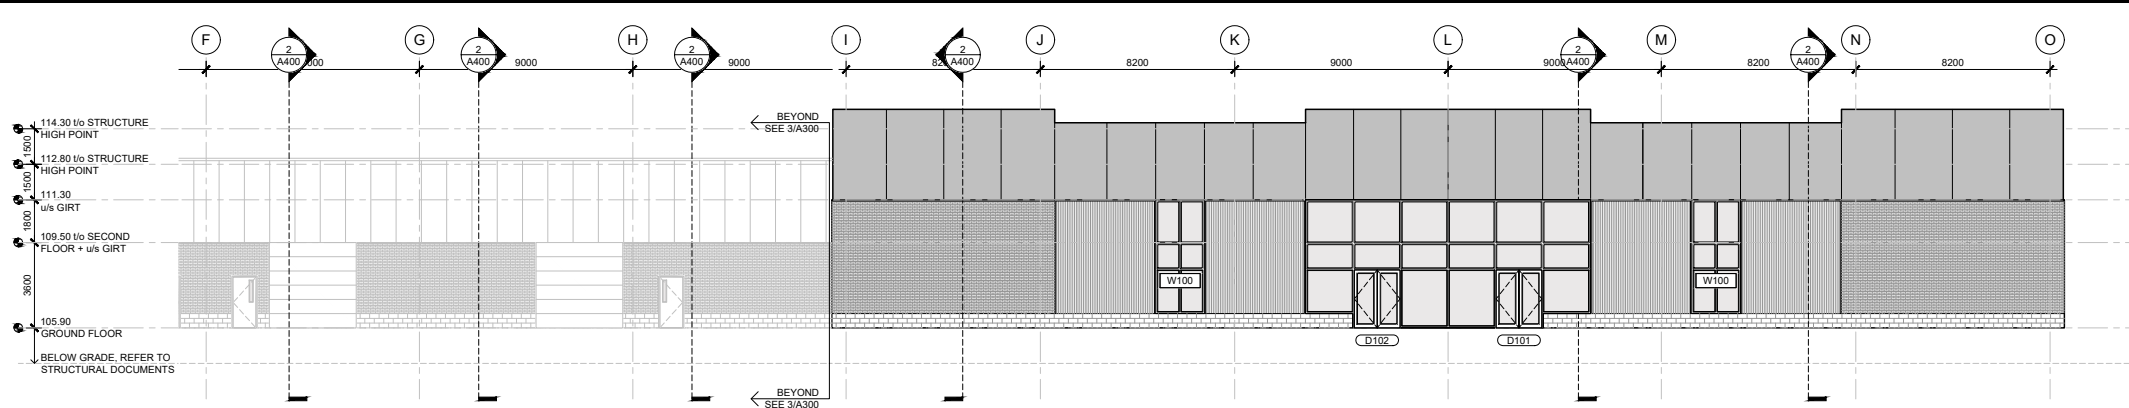 F G H I J K L M N O
2 2 2 2 2 2
A400 A400 A400 A400 A400 A400
9000 9000 8200 9000 8200 8200
114.30 t/o STRUCTURE
HIGH POINT
1500
112.80 t/o STRUCTURE
HIGH POINT
1500
111.30
u/s GIRT
1800
109.50 t/o SECOND
FLOOR + u/s GIRT
3600
105.90
GROUND FLOOR
BELOW GRADE, REFER TO
STRUCTURAL DOCUMENTS
BEYOND
SEE 3/A300
W100 W100
D102 D101
BEYOND
SEE 3/A300